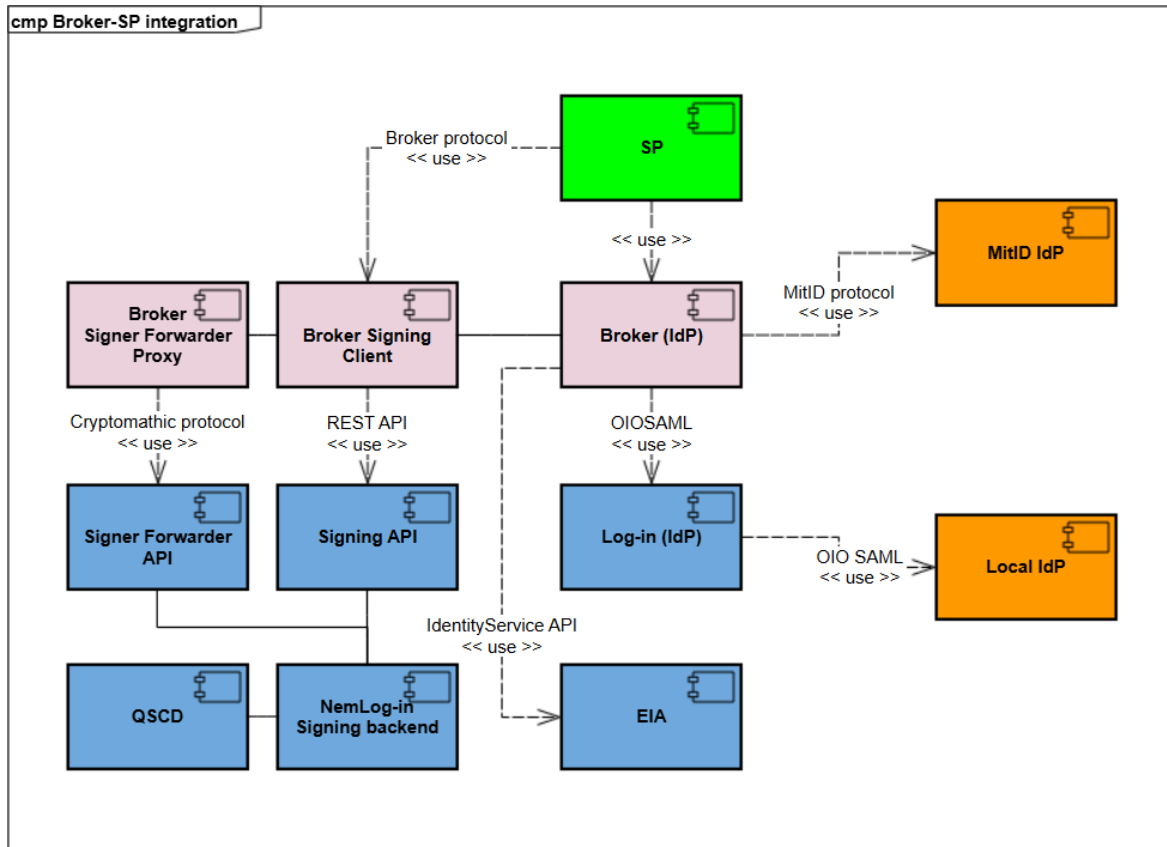 cmp Broker-SP integration
SP
Broker protocol
<< use >>
<< use >>
MitID IdP
MitID protocol
<< use >>
Broker
Signer Forwarder
Proxy
Broker Signing
Client
Broker (IdP)
Cryptomathic protocol
<< use >>
REST API
<< use >>
OIOSAML
<< use >>
Signer Forwarder
API
Signing API
Log-in (IdP)
OIO SAML
<< use >>
Local IdP
IdentityService API
<< use >>
QSCD
NemLog-in
Signing backend
EIA